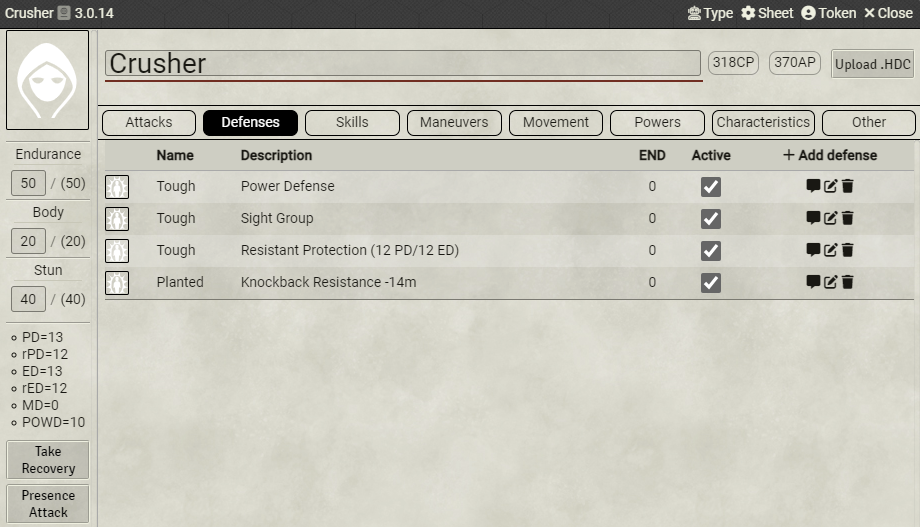 Crusher 3.0.14 Type Sheet Token Close
Crusher 318CP 370AP Upload .HDC
Attacks Defenses Skills Maneuvers Movement Powers Characteristics Other
Endurance
50 / (50)
Body
20 / (20)
Stun
40 / (40)
PD=13
rPD=12
ED=13
rED=12
MD=0
POWD=10
Take
Recovery
Presence
Attack
Name Description END Active + Add defense
Tough Power Defense 0
Tough Sight Group 0
Tough Resistant Protection (12 PD/12 ED) 0
Planted Knockback Resistance -14m 0